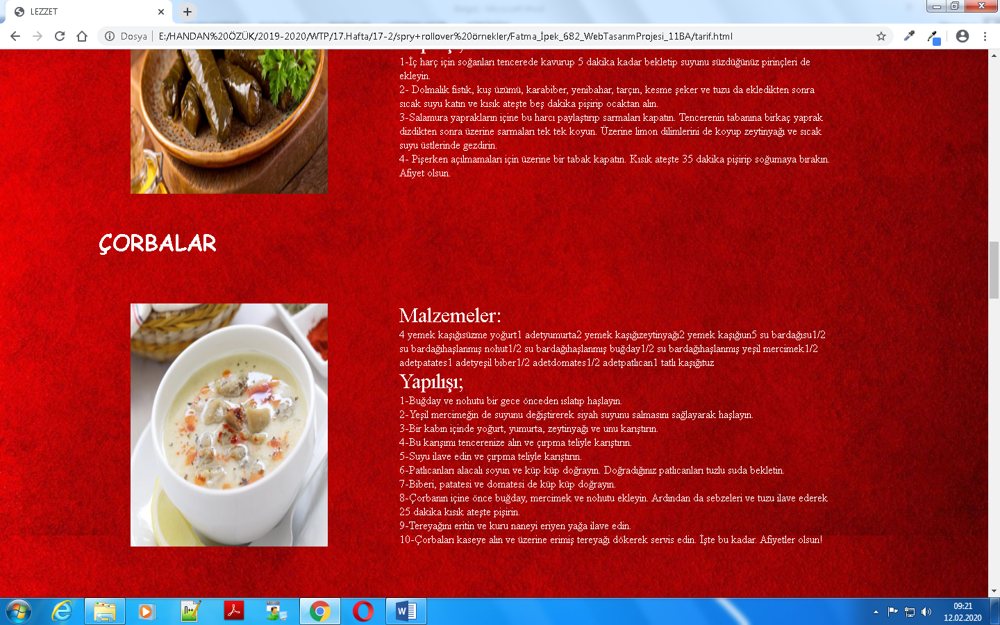 LEZZET
Dosya
E:/HANDAN%20ÖZÜK/2019-2020/WTP/17.Hafta/17-2/spry+rollover%20örnekler/Fatma_İpek_682_WebTasarımProjesi_11BA/tarif.html
1-İç harç için soğanları tencerede kavurup 5 dakika kadar bekletip suyunu süzdüğünüz pirinçleri de
ekleyin.
2- Dolmalık fıstık, kuş üzümü, karabiber, yenibahar, tarçın, kesme şeker ve tuzu da ekledikten sonra
sıcak suyu katın ve kısık ateşte beş dakika pişirip ocaktan alın.
3-Salamura yaprakların içine bu harcı paylaştırıp sarmaları kapatın. Tencerenin tabanına birkaç yaprak
dizdikten sonra üzerine sarmaları tek tek koyun. Üzerine limon dilimlerini de koyup zeytinyağı ve sıcak
suyu üstlerinde gezdirin.
4- Pişerken açılmamaları için üzerine bir tabak kapatın. Kısık ateşte 35 dakika pişirip soğumaya bırakın.
Afiyet olsun.
ÇORBALAR
Malzemeler:
4 yemek kaşığısüzme yoğurt1 adetyumurta2 yemek kaşığızeytinyağı2 yemek kaşığıun5 su bardağısu1/2
su bardağıhaşlanmış nohut1/2 su bardağıhaşlanmış buğday1/2 su bardağıhaşlanmış yeşil mercimek1/2
adetpatates1 adetyeşil biber1/2 adetdomates1/2 adetpatlıcan1 tatlı kaşığıtuz
Yapılışı;
1-Buğday ve nohutu bir gece önceden ıslatıp haşlayın.
2-Yeşil mercimeğin de suyunu değiştirerek siyah suyunu salmasını sağlayarak haşlayın.
3-Bir kabın içinde yoğurt, yumurta, zeytinyağı ve unu karıştırın.
4-Bu karışımı tencerenize alın ve çırpma teliyle karıştırın.
5-Suyu ilave edin ve çırpma teliyle karıştırın.
6-Patlıcanları alacalı soyun ve küp küp doğrayın. Doğradığınız patlıcanları tuzlu suda bekletin.
7-Biberi, patatesi ve domatesi de küp küp doğrayın.
8-Çorbanın içine önce buğday, mercimek ve nohutu ekleyin. Ardından da sebzeleri ve tuzu ilave ederek
25 dakika kısık ateşte pişirin.
9-Tereyağını eritin ve kuru naneyi eriyen yağa ilave edin.
10-Çorbaları kaseye alın ve üzerine erimiş tereyağı dökerek servis edin. İşte bu kadar. Afiyetler olsun!
09:21
12.02.2020